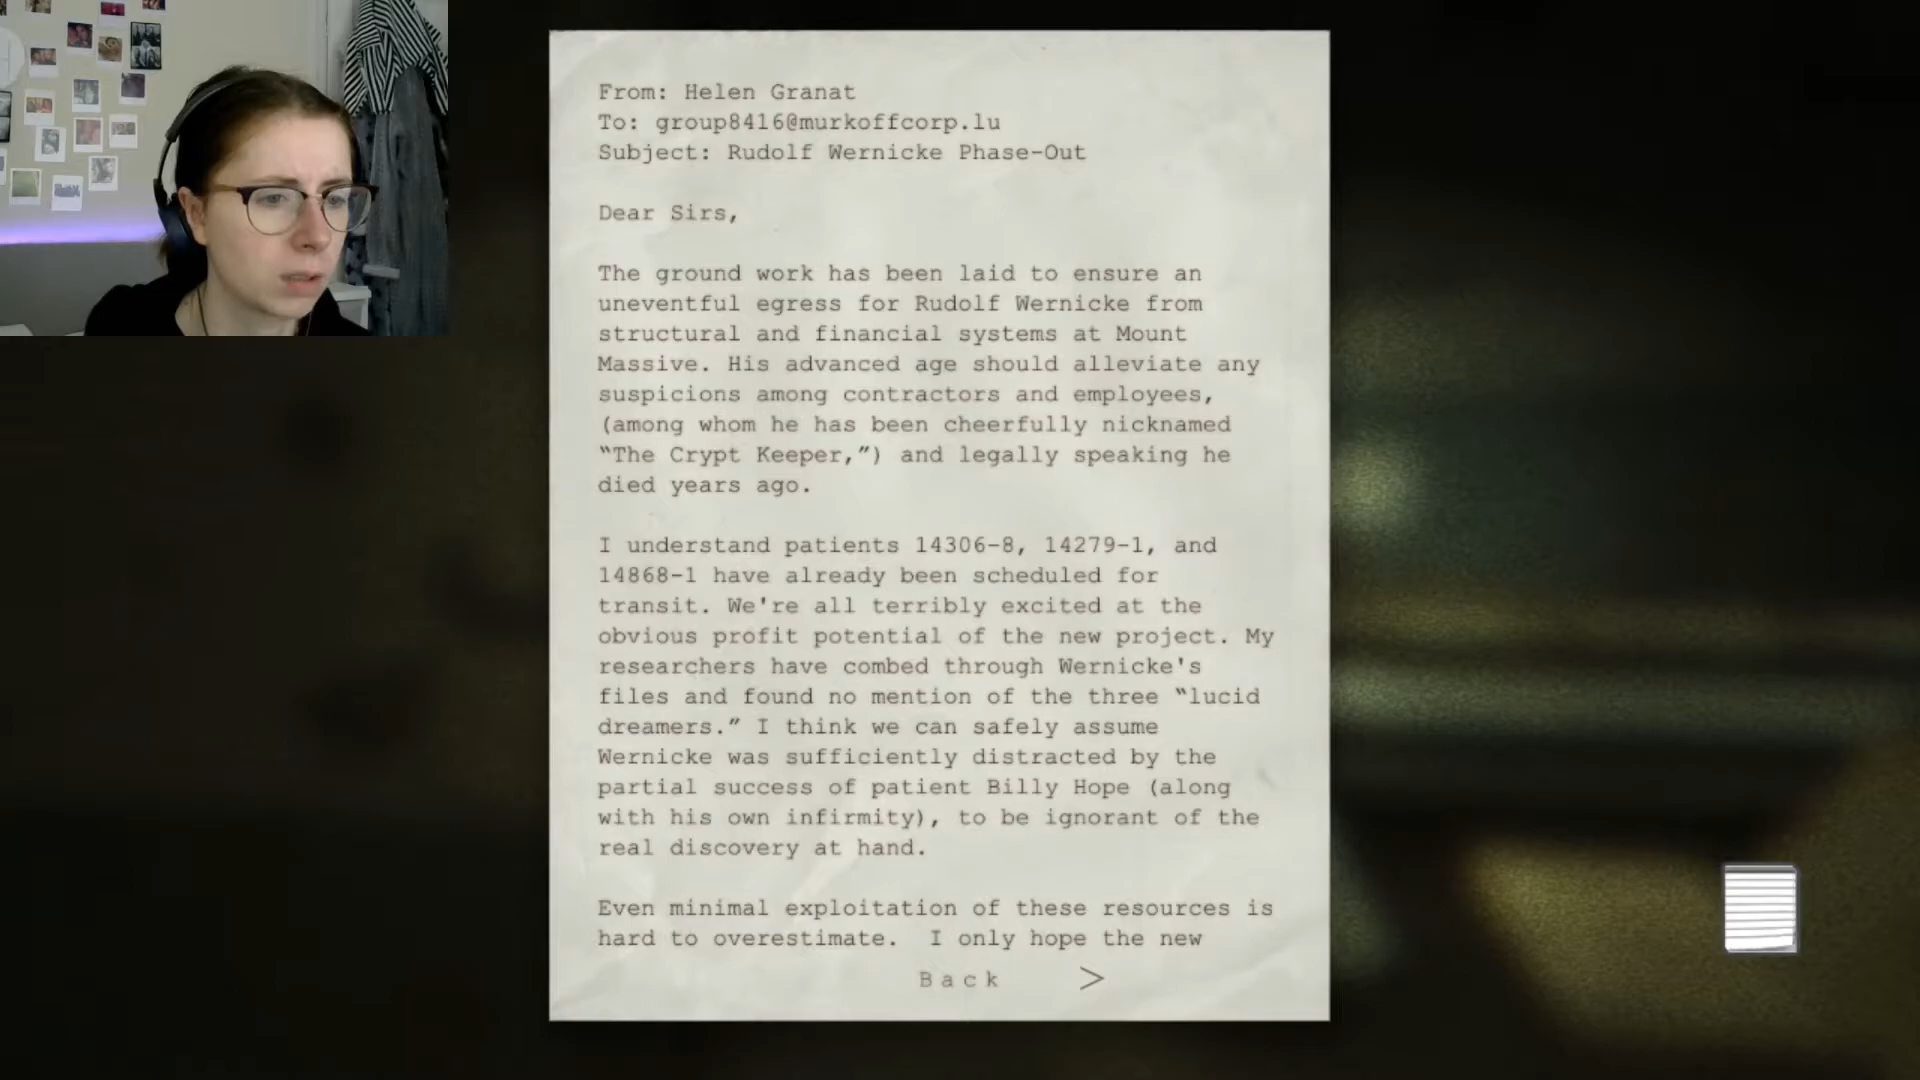 From: Helen Granat
To: group8416@murkoffcorp.lu
Subject: Rudolf Wernicke Phase-Out
Dear Sirs,
The ground work has been laid to ensure an
uneventful egress for Rudolf Wernicke from
structural and financial systems at Mount
Massive. His advanced age should alleviate any
suspicions among contractors and employees,
(among whom he has been cheerfully nicknamed
“The Crypt Keeper,”) and legally speaking he
died years ago.
I understand patients 14306-8, 14279-1, and
14868-1 have already been scheduled for
transit. We're all terribly excited at the
obvious profit potential of the new project. My
researchers have combed through Wernicke's
files and found no mention of the three “lucid
dreamers.” I think we can safely assume
Wernicke was sufficiently distracted by the
partial success of patient Billy Hope (along
with his own infirmity), to be ignorant of the
real discovery at hand.
Even minimal exploitation of these resources is
hard to overestimate.  I only hope the new
Back >